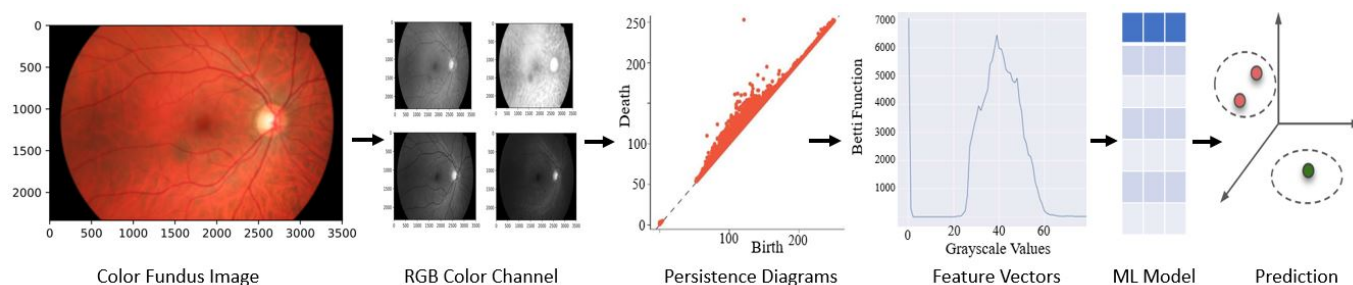 0
500
1000
1500
2000
0 500 1000 1500 2000 2500 3000 3500
Color Fundus Image
RGB Color Channel
Death
250
200
150
100
50
0
100 200
Birth
Persistence Diagrams
Betti Function
7000
6000
5000
4000
3000
2000
1000
0 20 40 60
Grayscale Values
Feature Vectors
ML Model
Prediction